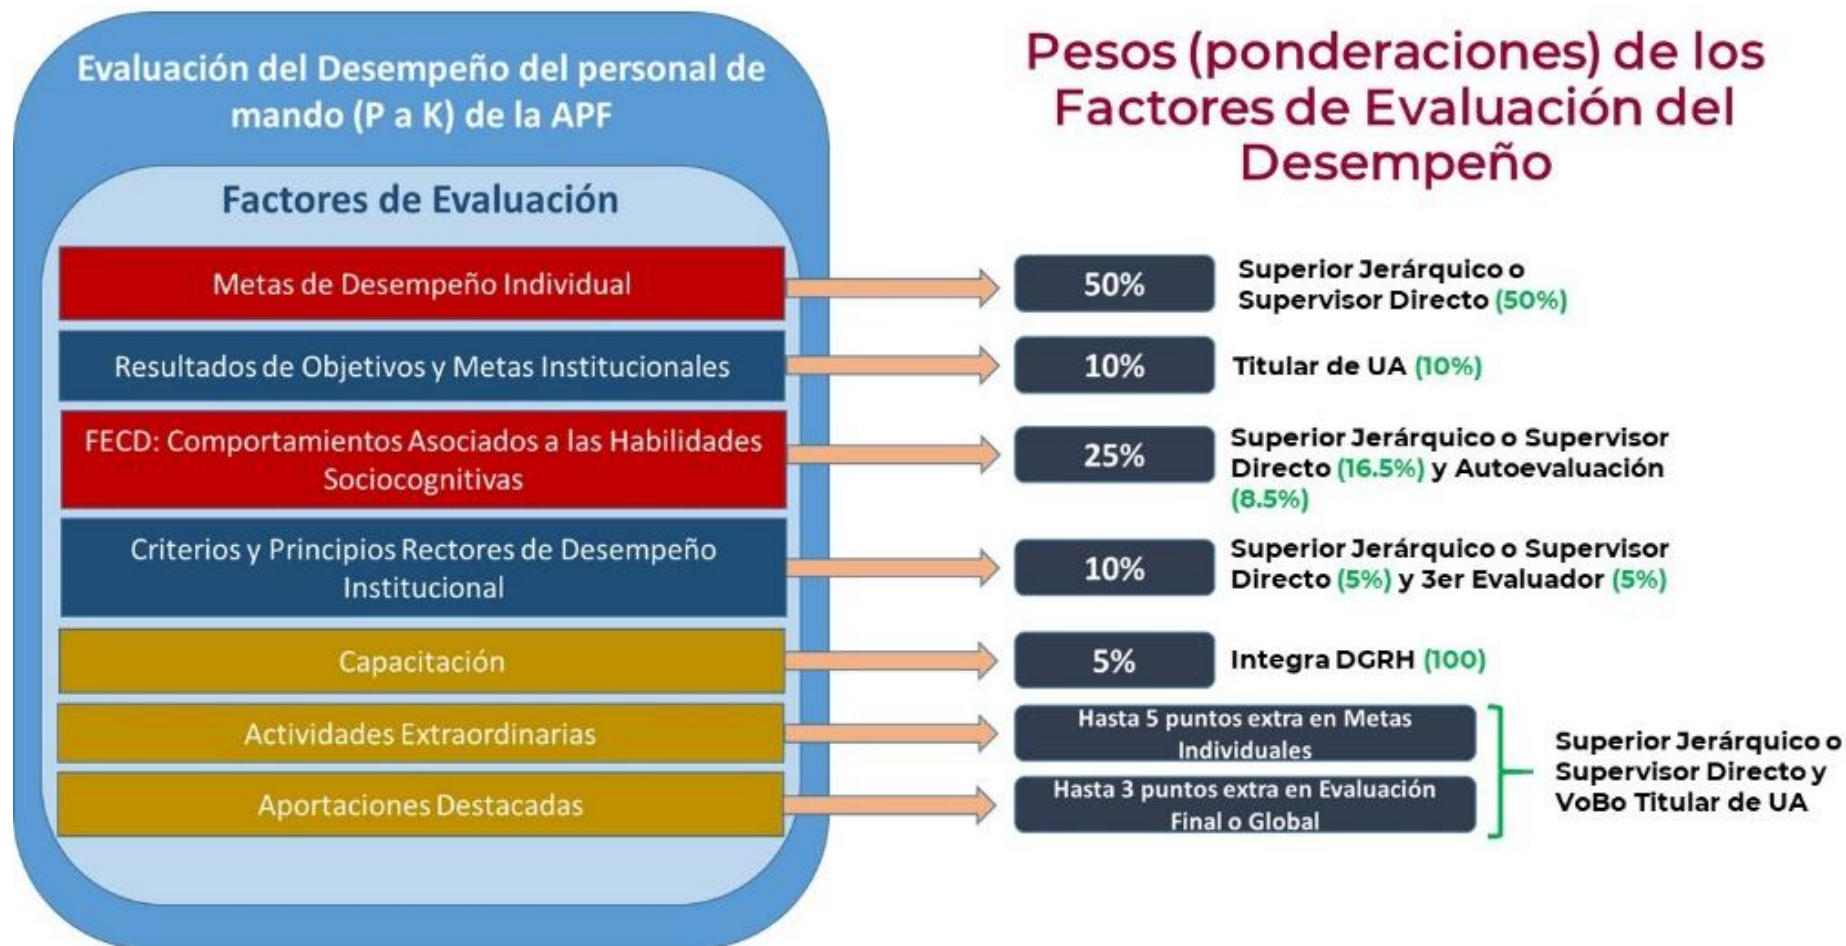 Evaluación del Desempeño del personal de
mando (P a K) de la APF
Factores de Evaluación
Pesos (ponderaciones) de los
Factores de Evaluación del
Desempeño
Metas de Desempeño Individual
50%
Superior Jerárquico o
Supervisor Directo (50%)
Resultados de Objetivos y Metas Institucionales
10%
Titular de UA (10%)
FECD: Comportamientos Asociados a las Habilidades
Sociocognitivas
25%
Superior Jerárquico o Supervisor
Directo (16.5%) y Autoevaluación
(8.5%)
Criterios y Principios Rectores de Desempeño
Institucional
10%
Superior Jerárquico o Supervisor
Directo (5%) y 3er Evaluador (5%)
Capacitación
5%
Integra DGRH (100)
Actividades Extraordinarias
Hasta 5 puntos extra en Metas
Individuales
Aportaciones Destacadas
Hasta 3 puntos extra en Evaluación
Final o Global
Superior Jerárquico o
Supervisor Directo y
VoBo Titular de UA